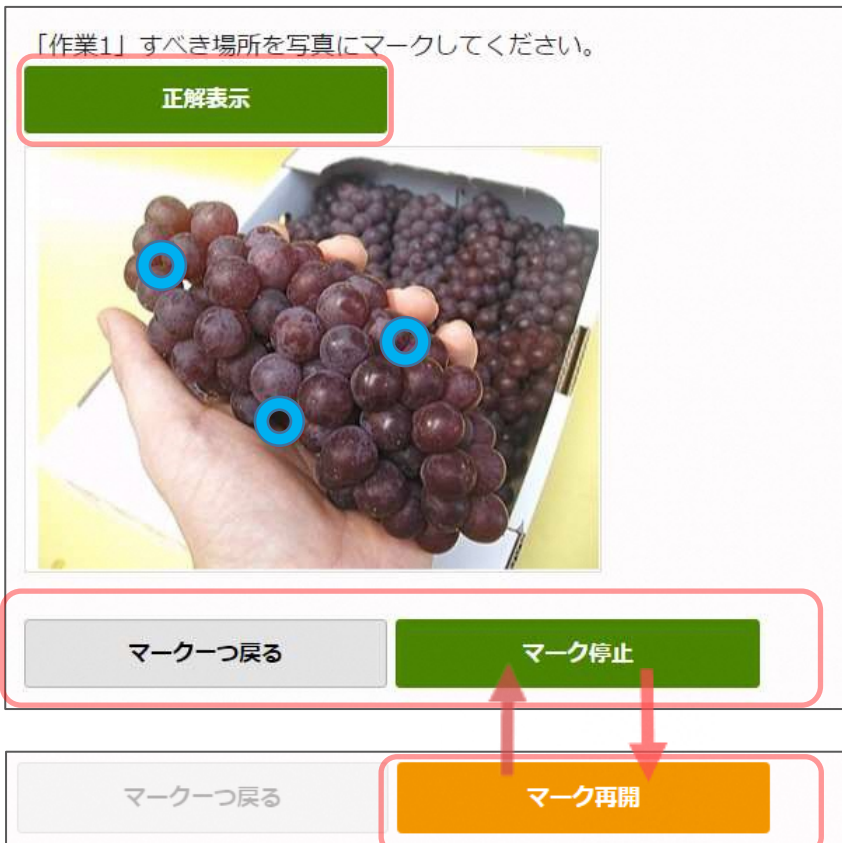 「作業1」すべき場所を写真にマークしてください。
正解表示
マーク一つ戻る
マーク停止
マーク一つ戻る
マーク再開